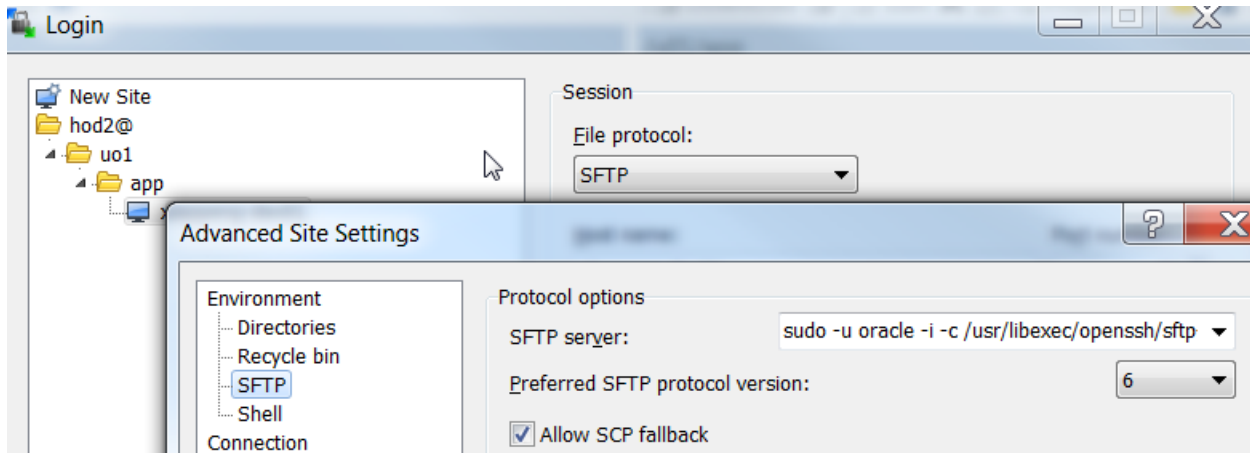 Login
New Site
hod2@
uo1
app
Session
File protocol:
SFTP
Advanced Site Settings
Environment
Directories
Recycle bin
SFTP
Shell
Connection
Protocol options
SFTP server:
sudo -u oracle -i -c /usr/libexec/openssh/sftp
Preferred SFTP protocol version:
6
Allow SCP fallback